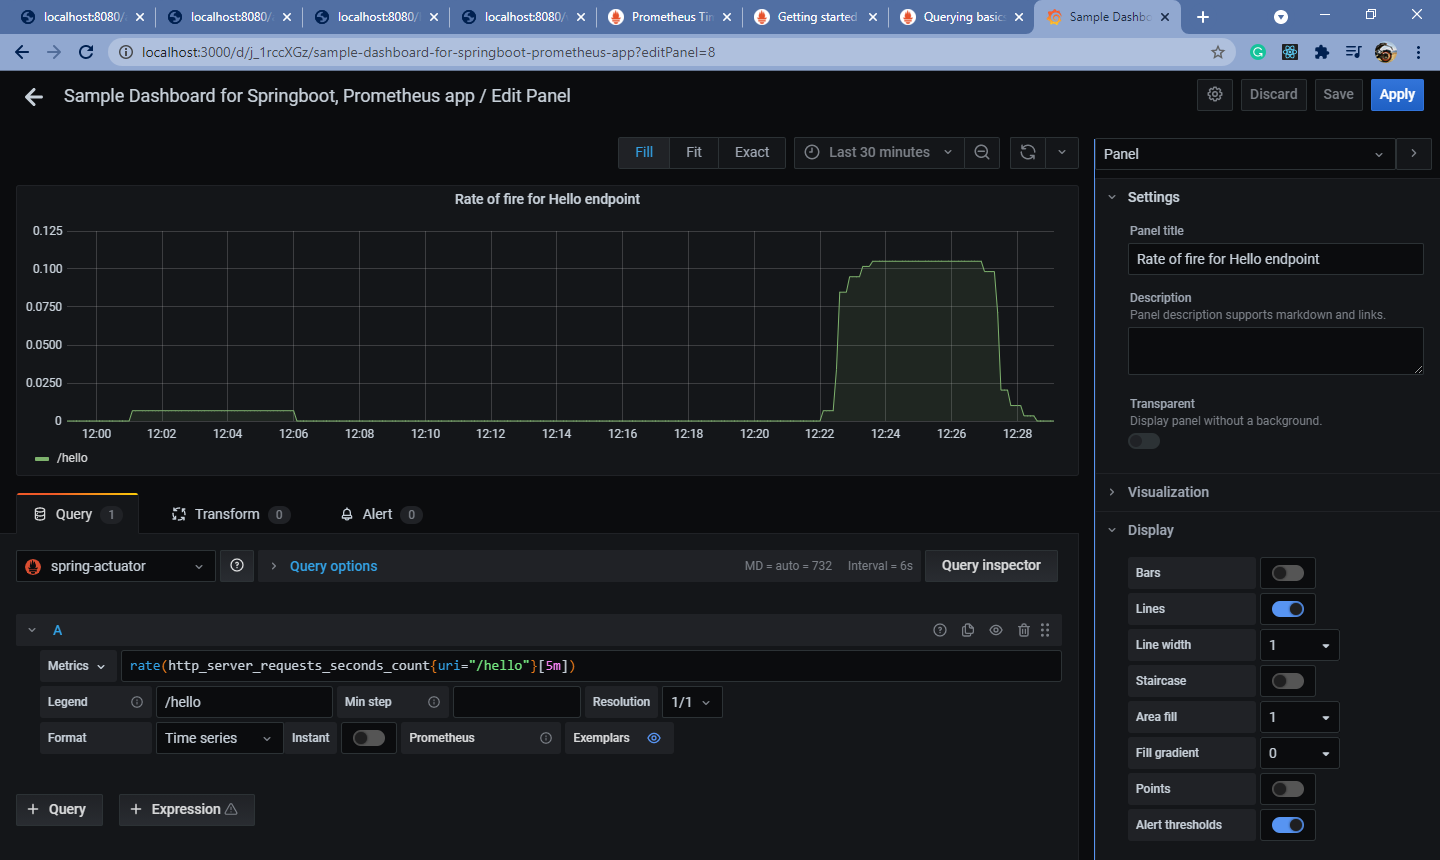 localhost:8080/
localhost:8080/
localhost:8080/
localhost:8080/
Prometheus Tim
Getting started
Querying basics
Sample Dashbo
localhost:3000/d/j_1rccXGz/sample-dashboard-for-springboot-prometheus-app?editPanel=8
Sample Dashboard for Springboot, Prometheus app / Edit Panel
Discard
Save
Apply
Fill
Fit
Exact
Last 30 minutes
Rate of fire for Hello endpoint
0.125
0.100
0.0750
0.0500
0.0250
0
12:00 12:02 12:04 12:06 12:08 12:10 12:12 12:14 12:16 12:18 12:20 12:22 12:24 12:26 12:28
/hello
Query 1
Transform 0
Alert 0
spring-actuator
Query options
MD = auto = 732
Interval = 6s
Query inspector
A
Metrics
rate(http_server_requests_seconds_count{uri="/hello"}[5m])
Legend
/hello
Min step
Resolution
1/1
Format
Time series
Instant
Prometheus
Exemplars
+ Query
+ Expression
Panel
Settings
Panel title
Rate of fire for Hello endpoint
Description
Panel description supports markdown and links.
Transparent
Display panel without a background.
Visualization
Display
Bars
Lines
Line width 1
Staircase
Area fill 1
Fill gradient 0
Points
Alert thresholds